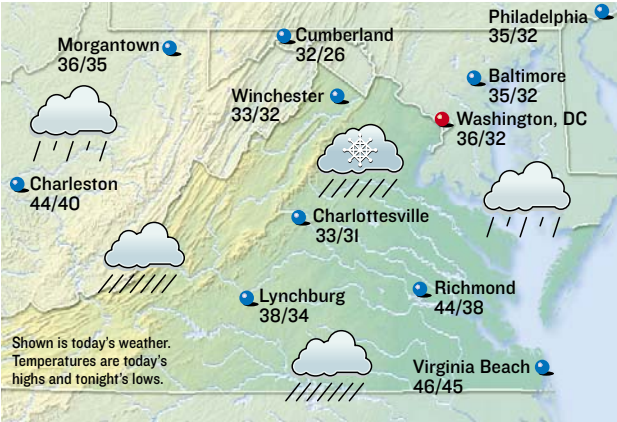 Philadelphia
35/32
Cumberland
32/26
Morgantown
36/35
Baltimore
35/32
Winchester
33/32
Washington, DC
36/32
Charleston
44/40
Charlottesville
33/31
Richmond
44/38
Lynchburg
38/34
Shown is today's weather.
Temperatures are today's
highs and tonight's lows.
Virginia Beach
46/45